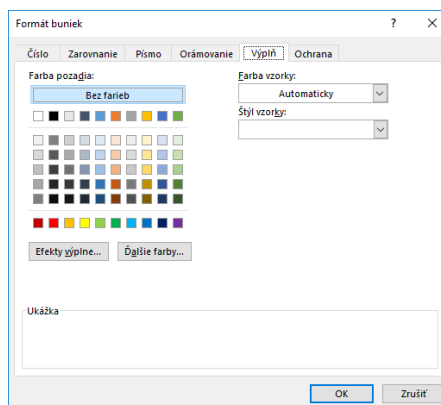 Formát buniek ? ×
Číslo Zarovnanie Písmo Orámovanie Výplň Ochrana
Farba pozadia: Farba vzorky:
Bez farieb Automaticky
Štýl vzorky:
Efekty výplne... Ďalšie farby...
Ukážka
OK Zrušiť